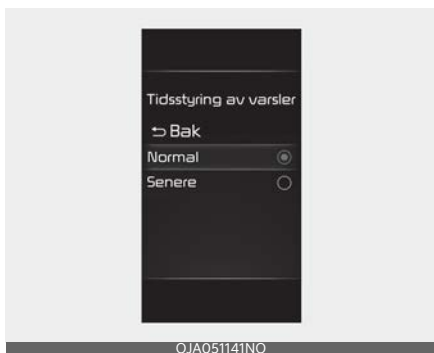 Tidsstyring av varsler
Bak
Normal
Senere
OJA051141NO